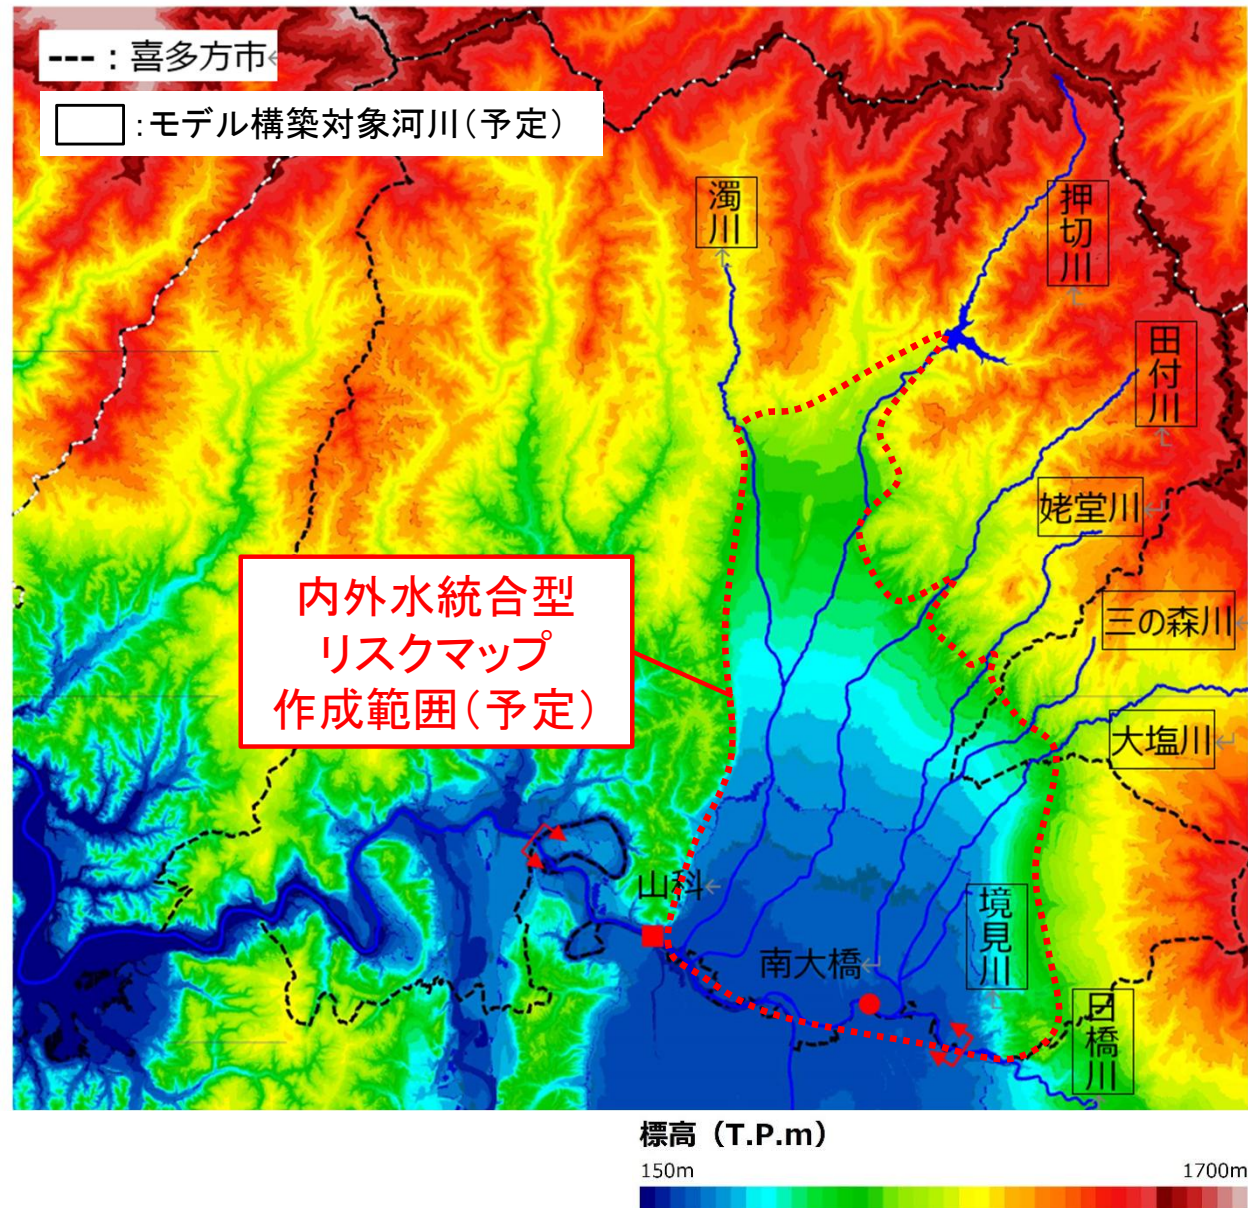 ---：喜多方市
：モデル構築対象河川（予定）
濁川
押切川
田付川
姥堂川
三の森川
大塩川
内外水統合型
リスクマップ
作成範囲（予定）
山科
南大橋
境見川
日橋川
標高（T.P.m）
150m 1700m